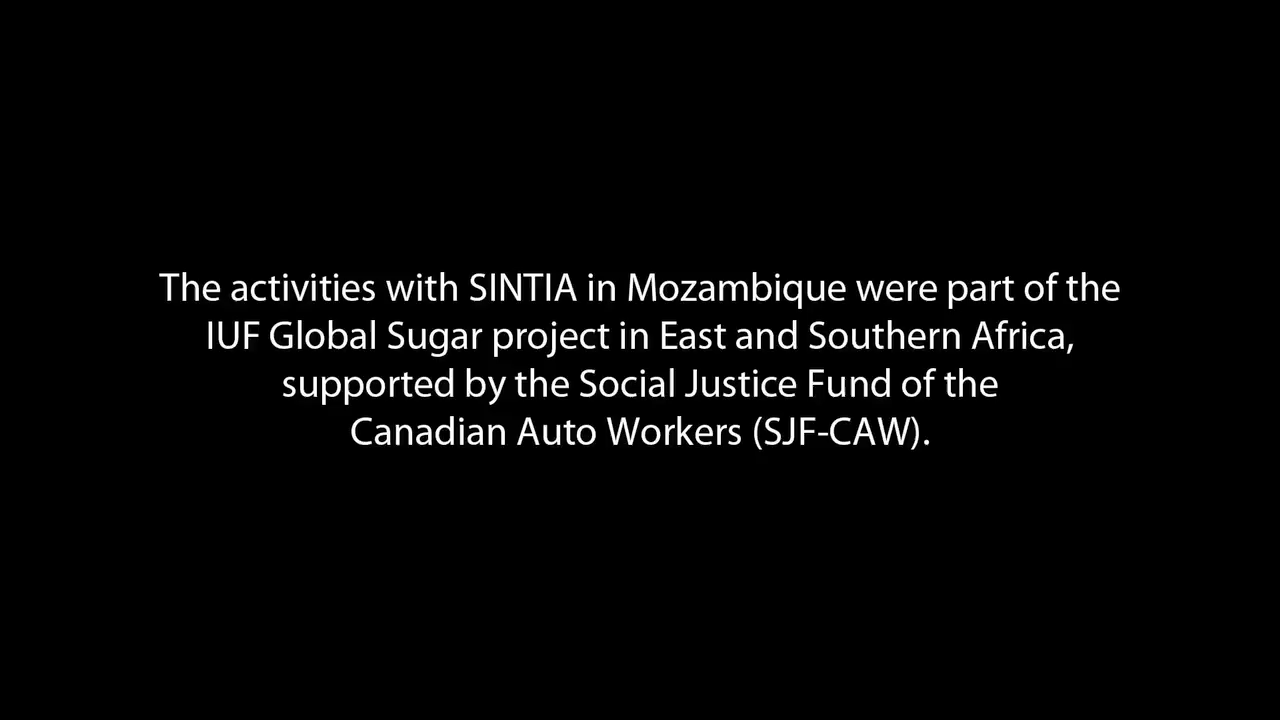 The activities with SINTIA in Mozambique were part of the
IUF Global Sugar project in East and Southern Africa,
supported by the Social Justice Fund of the
Canadian Auto Workers (SJF-CAW).